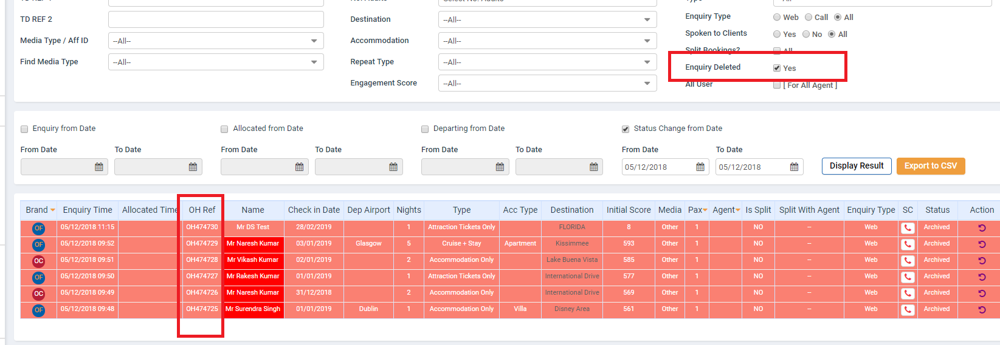 TD REF 2
Media Type / Aff ID --All--
Find Media Type --All--
Destination --All--
Accommodation --All--
Repeat Type --All--
Engagement Score --All--
Enquiry Type Web Call All
Spoken to Clients Yes No All
Split Bookings? All
Enquiry Deleted Yes
All User [ For All Agent ]
Enquiry from Date Allocated from Date Departing from Date Status Change from Date
From Date To Date From Date To Date From Date To Date From Date To Date
05/12/2018 05/12/2018 Display Result Export to CSV
Brand Enquiry Time Allocated Time OH Ref Name Check in Date Dep Airport Nights Type Acc Type Destination Initial Score Media Pax Agent Is Split Split With Agent Enquiry Type SC Status Action
OF 05/12/2018 11:15 OH474730 Mr DS Test 28/02/2019 1 Attraction Tickets Only FLORIDA 8 Other 1 NO -- Web Archived
OF 05/12/2018 09:52 OH474729 Mr Naresh Kumar 03/01/2019 Glasgow 5 Cruise + Stay Apartment Kissimmee 593 Other 1 NO -- Web Archived
OC 05/12/2018 09:51 OH474728 Mr Vikash Kumar 02/01/2019 2 Accommodation Only Lake Buena Vista 585 Other 1 NO -- Web Archived
OF 05/12/2018 09:50 OH474727 Mr Rakesh Kumar 01/01/2019 1 Attraction Tickets Only International Drive 577 Other 1 NO -- Web Archived
OC 05/12/2018 09:49 OH474726 Mr Naresh Kumar 31/12/2018 2 Accommodation Only International Drive 569 Other 1 NO -- Web Archived
OF 05/12/2018 09:48 OH474725 Mr Surendra Singh 01/01/2019 Dublin 1 Accommodation Only Villa Disney Area 561 Other 1 NO -- Web Archived